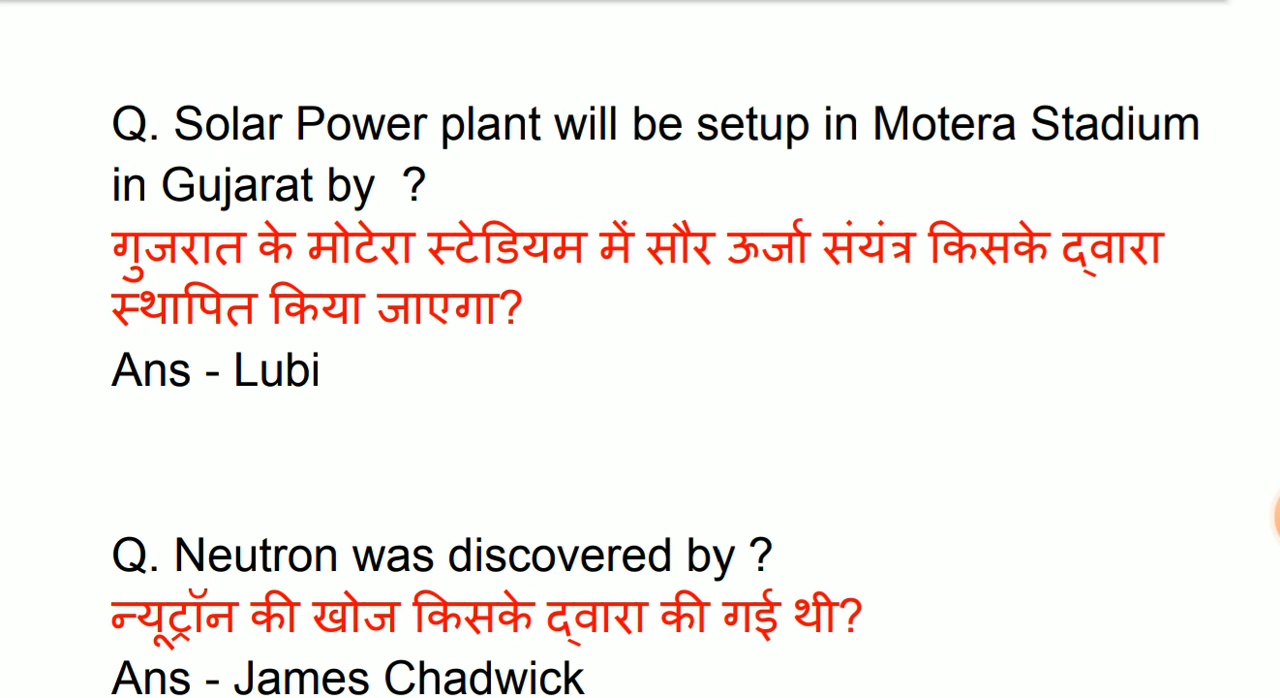 Q. Solar Power plant will be setup in Motera Stadium
in Gujarat by ?
गुजरात के मोटेरा स्टेडियम में सौर ऊर्जा संयंत्र किसके द्वारा
स्थापित किया जाएगा?
Ans - Lubi
Q. Neutron was discovered by ?
न्यूट्रॉन की खोज किसके द्वारा की गई थी?
Ans - James Chadwick